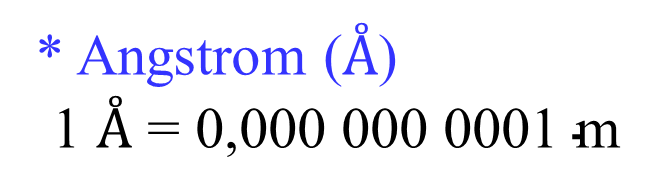 * Angstrom (Å)
1 Å = 0,000 000 0001 m